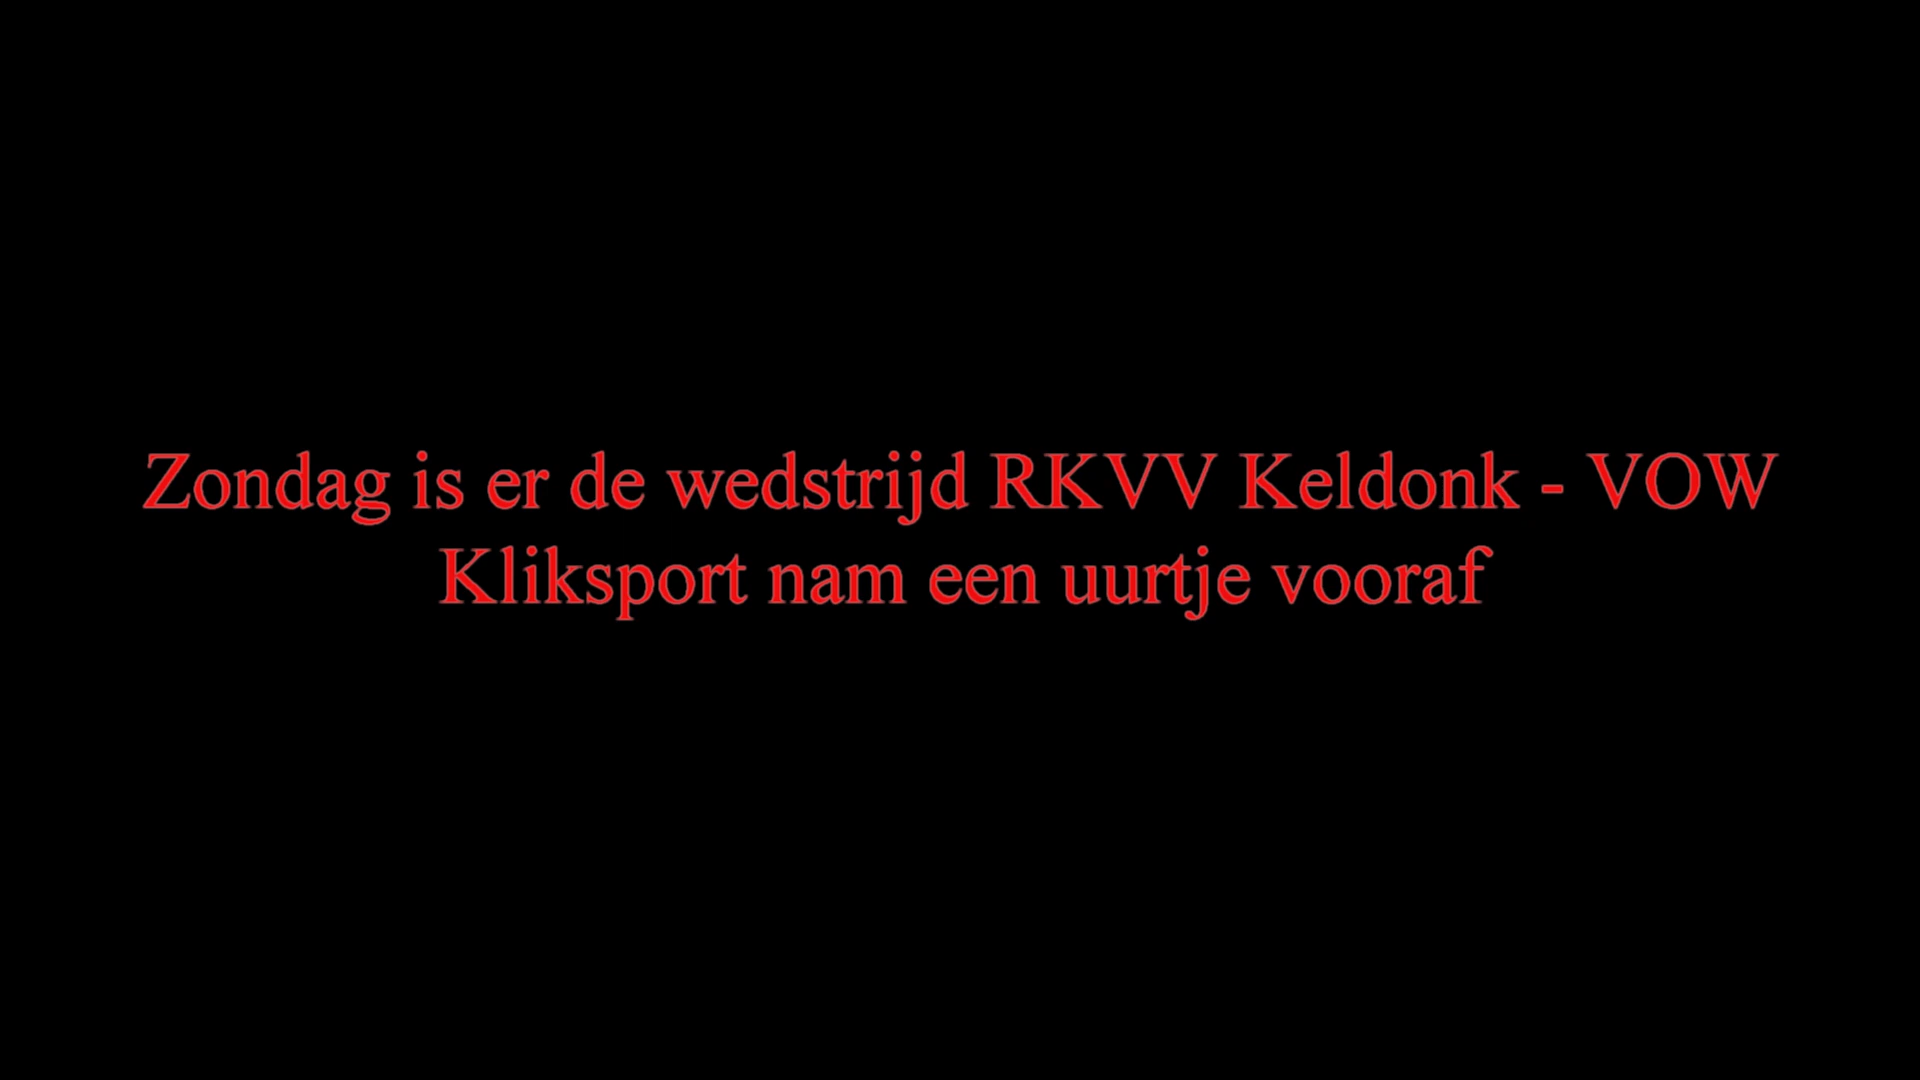 Zondag is er de wedstrijd RKVV Keldonk - VOW
Kliksport nam een uurtje vooraf